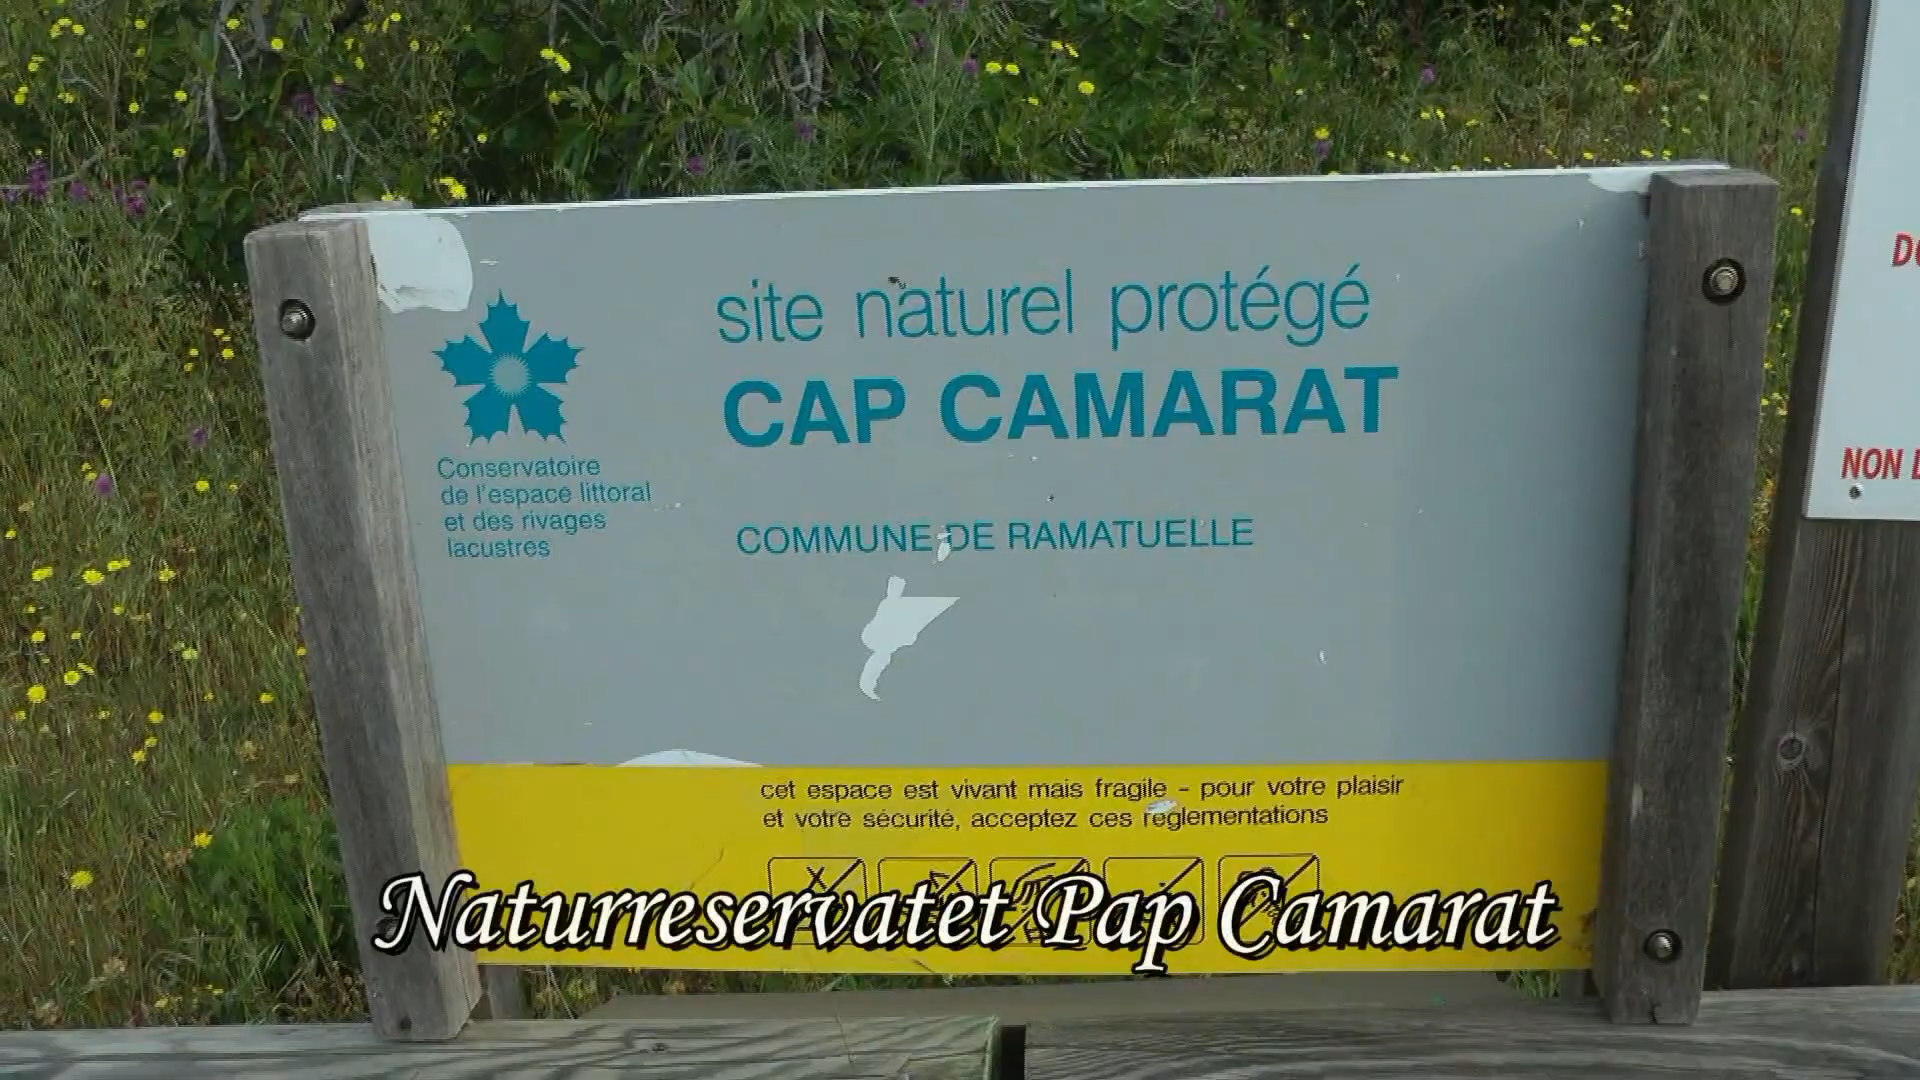 site naturel protégé
CAP CAMARAT
Conservatoire
de l'espace littoral
et des rivages
lacustres
COMMUNE DE RAMATUELLE
cet espace est vivant mais fragile - pour votre plaisir
et votre sécurité, acceptez ces réglementations
Naturreservatet Pap Camarat
NON